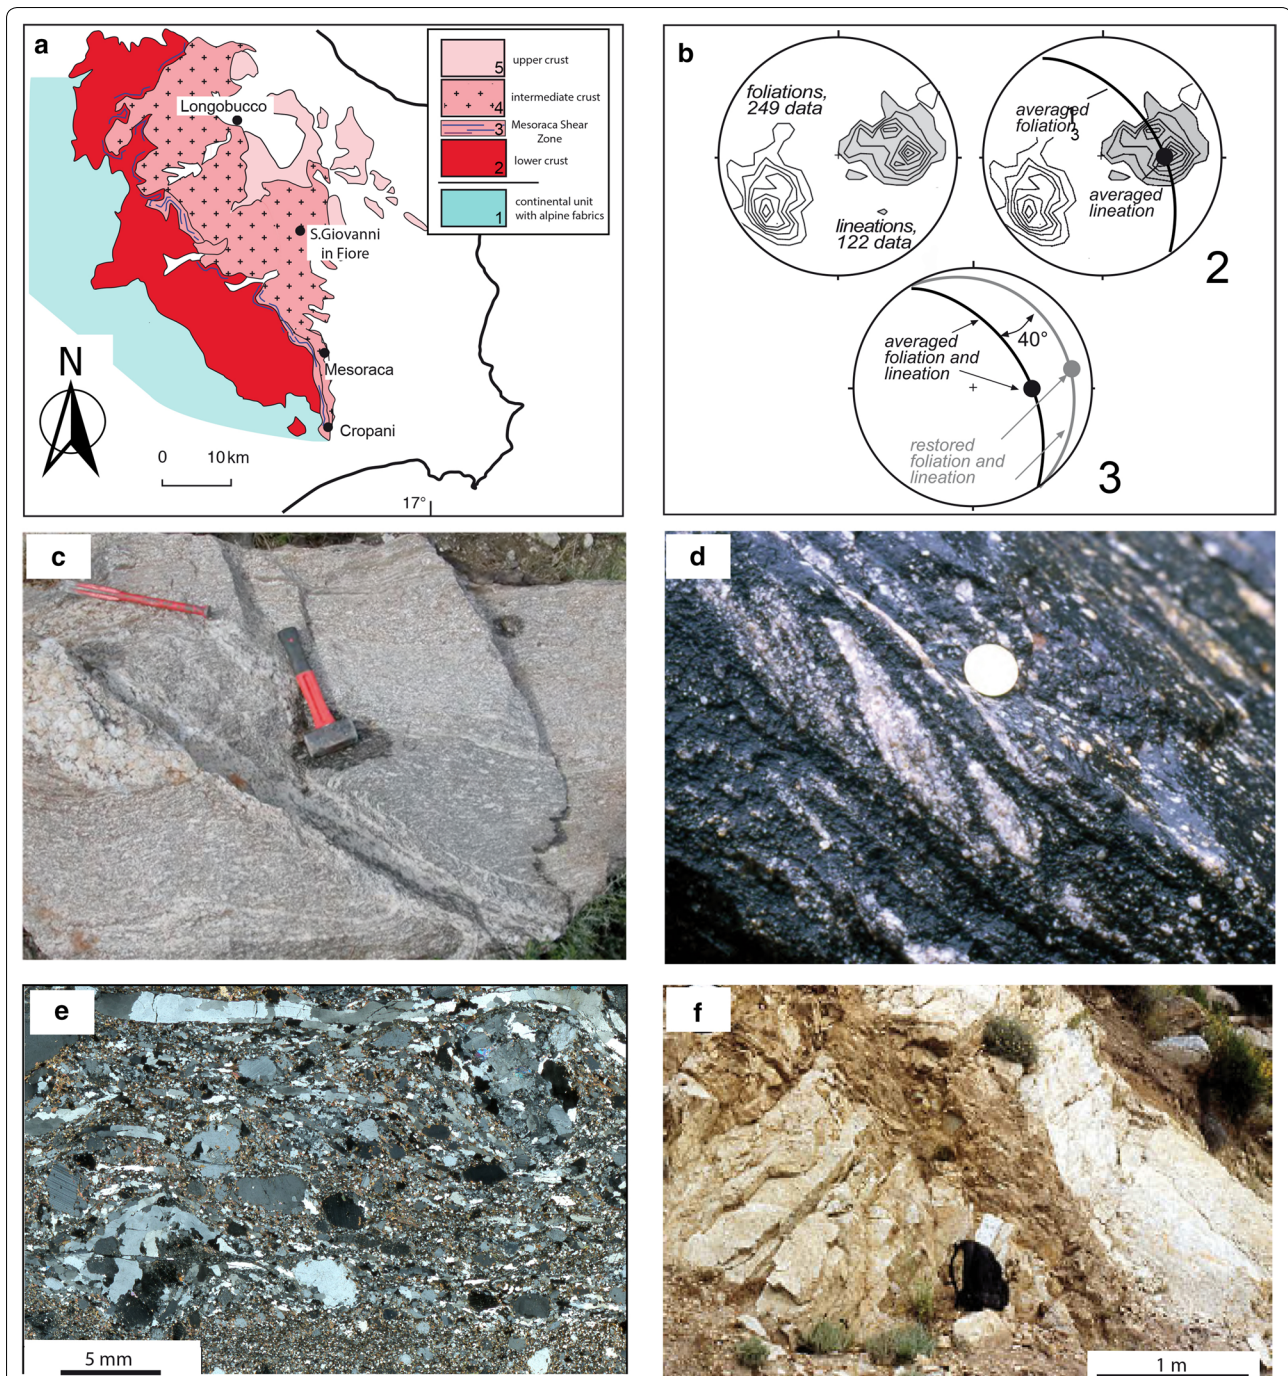 a
5 upper crust
4 intermediate crust
3 Mesoraca Shear
Zone
2 lower crust
1 continental unit
with alpine fabrics
Longobucco
S.Giovanni
in Fiore
Mesoraca
Cropani
N
0 10 km
17°
b
foliations,
249 data
lineations,
122 data
averaged
foliation
1
3
averaged
lineation
2
averaged
foliation and
lineation
40°
restored
foliation and
lineation
3
c
d
e
5 mm
f
1 m